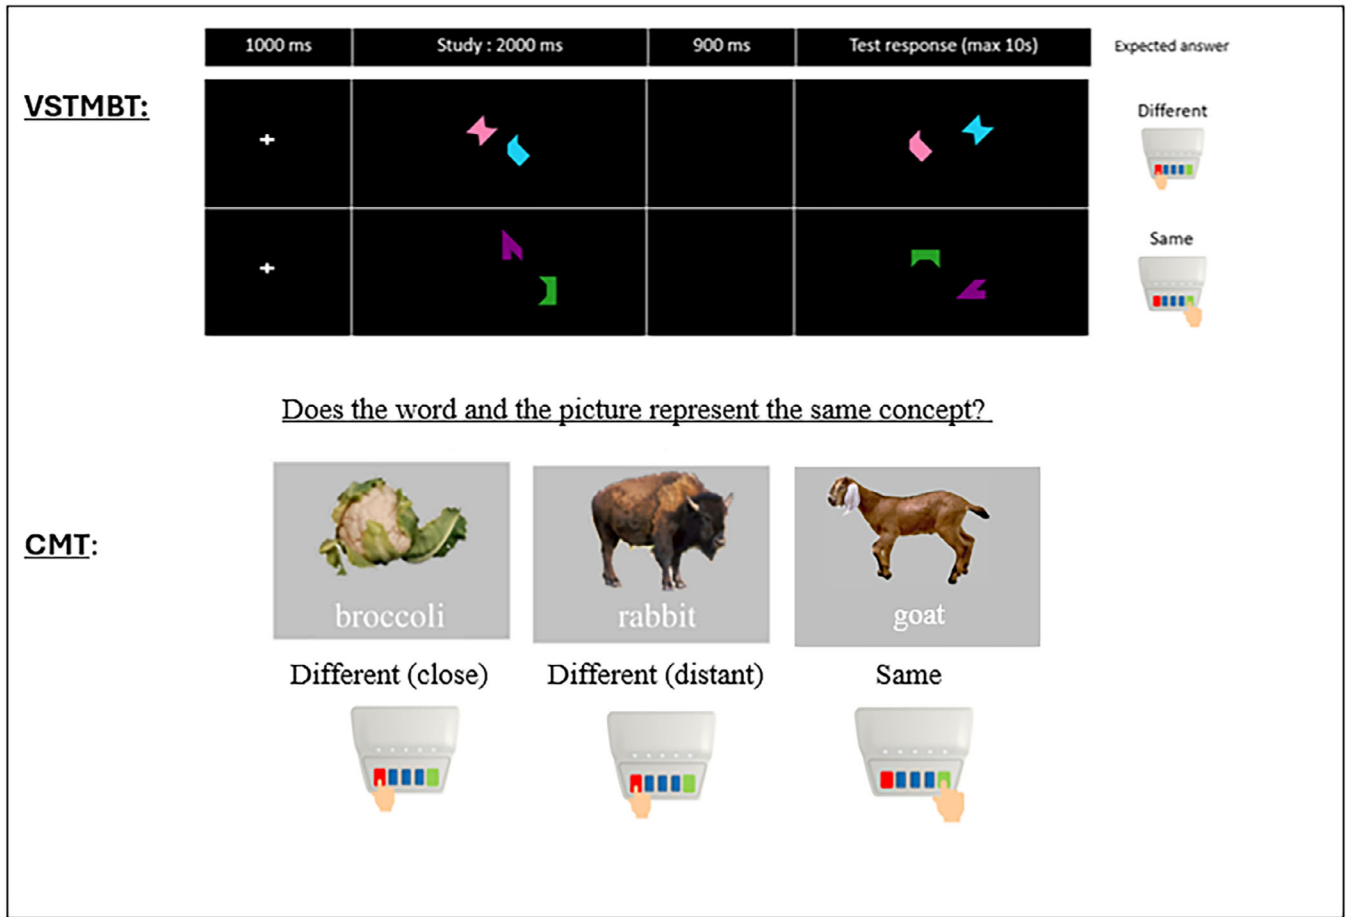 1000 ms Study : 2000 ms 900 ms Test response (max 10s) Expected answer
VSTMBT:
Different
Same
Does the word and the picture represent the same concept?
CMT:
broccoli rabbit goat
Different (close) Different (distant) Same